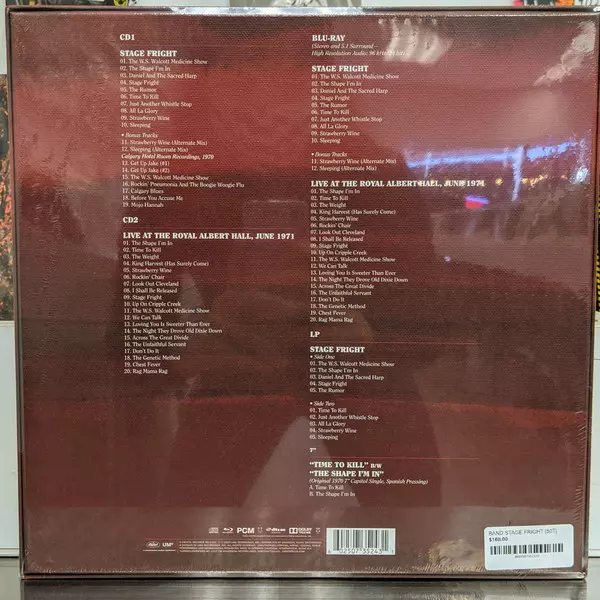 CD1
STAGE FRIGHT
01. The W.S. Walcott Medicine Show
02. The Shape I'm In
03. Daniel And The Sacred Harp
04. Stage Fright
05. The Rumor
06. Time To Kill
07. Just Another Whistle Stop
08. All La Glory
09. Strawberry Wine
10. Sleeping
• Bonus Tracks
11. Strawberry Wine (Alternate Mix)
12. Sleeping (Alternate Mix)
Calgary Hotel Room Recordings, 1970
13. Get Up Jake (#1)
14. Get Up Jake (#2)
15. The W.S. Walcott Medicine Show
16. Rockin' Pneumonia And The Boogie Woogie Flu
17. Calgary Blues
18. Before You Accuse Me
19. Mojo Hannah
CD2
LIVE AT THE ROYAL ALBERT HALL, JUNE 1971
01. The Shape I'm In
02. Time To Kill
03. The Weight
04. King Harvest (Has Surely Come)
05. Strawberry Wine
06. Rockin' Chair
07. Look Out Cleveland
08. I Shall Be Released
09. Stage Fright
10. Up On Cripple Creek
11. The W.S. Walcott Medicine Show
12. We Can Talk
13. Loving You Is Sweeter Than Ever
14. The Night They Drove Old Dixie Down
15. Across The Great Divide
16. The Unfaithful Servant
17. Don't Do It
18. The Genetic Method
19. Chest Fever
20. Rag Mama Rag
BLU-RAY
(Stereo and 5.1 Surround –
High Resolution Audio: 96 kHz/24 bit)
STAGE FRIGHT
01. The W.S. Walcott Medicine Show
02. The Shape I'm In
03. Daniel And The Sacred Harp
04. Stage Fright
05. The Rumor
06. Time To Kill
07. Just Another Whistle Stop
08. All La Glory
09. Strawberry Wine
10. Sleeping
• Bonus Tracks
11. Strawberry Wine (Alternate Mix)
12. Sleeping (Alternate Mix)
LIVE AT THE ROYAL ALBERT HALL, JUNE 1971
01. The Shape I'm In
02. Time To Kill
03. The Weight
04. King Harvest (Has Surely Come)
05. Strawberry Wine
06. Rockin' Chair
07. Look Out Cleveland
08. I Shall Be Released
09. Stage Fright
10. Up On Cripple Creek
11. The W.S. Walcott Medicine Show
12. We Can Talk
13. Loving You Is Sweeter Than Ever
14. The Night They Drove Old Dixie Down
15. Across The Great Divide
16. The Unfaithful Servant
17. Don't Do It
18. The Genetic Method
19. Chest Fever
20. Rag Mama Rag
LP
STAGE FRIGHT
• Side One
01. The W.S. Walcott Medicine Show
02. The Shape I'm In
03. Daniel And The Sacred Harp
04. Stage Fright
05. The Rumor
• Side Two
01. Time To Kill
02. Just Another Whistle Stop
03. All La Glory
04. Strawberry Wine
05. Sleeping
7"
"TIME TO KILL" B/W
"THE SHAPE I'M IN"
(Original 1970 7" Capitol Single, Spanish Pressing)
A. Time To Kill
B. The Shape I'm In
PCM
DOLBY
UMe
6 02507 35243
BAND STAGE FRIGHT (INT)